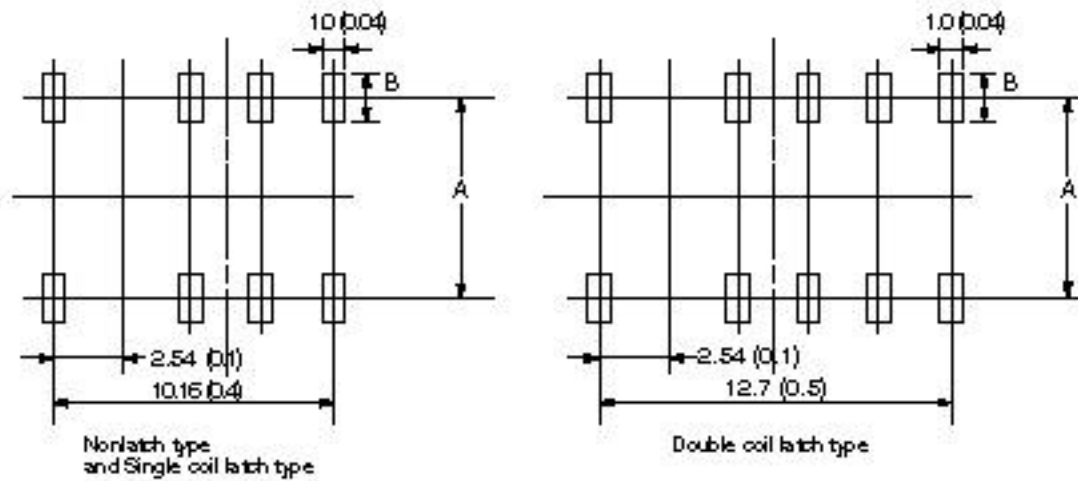 1.0 (0.04)
B
A
2.54 (0.1)
10.16 (0.4)
Nonlatch type
and Single coil latch type
1.0 (0.04)
B
A
2.54 (0.1)
12.7 (0.5)
Double coil latch type